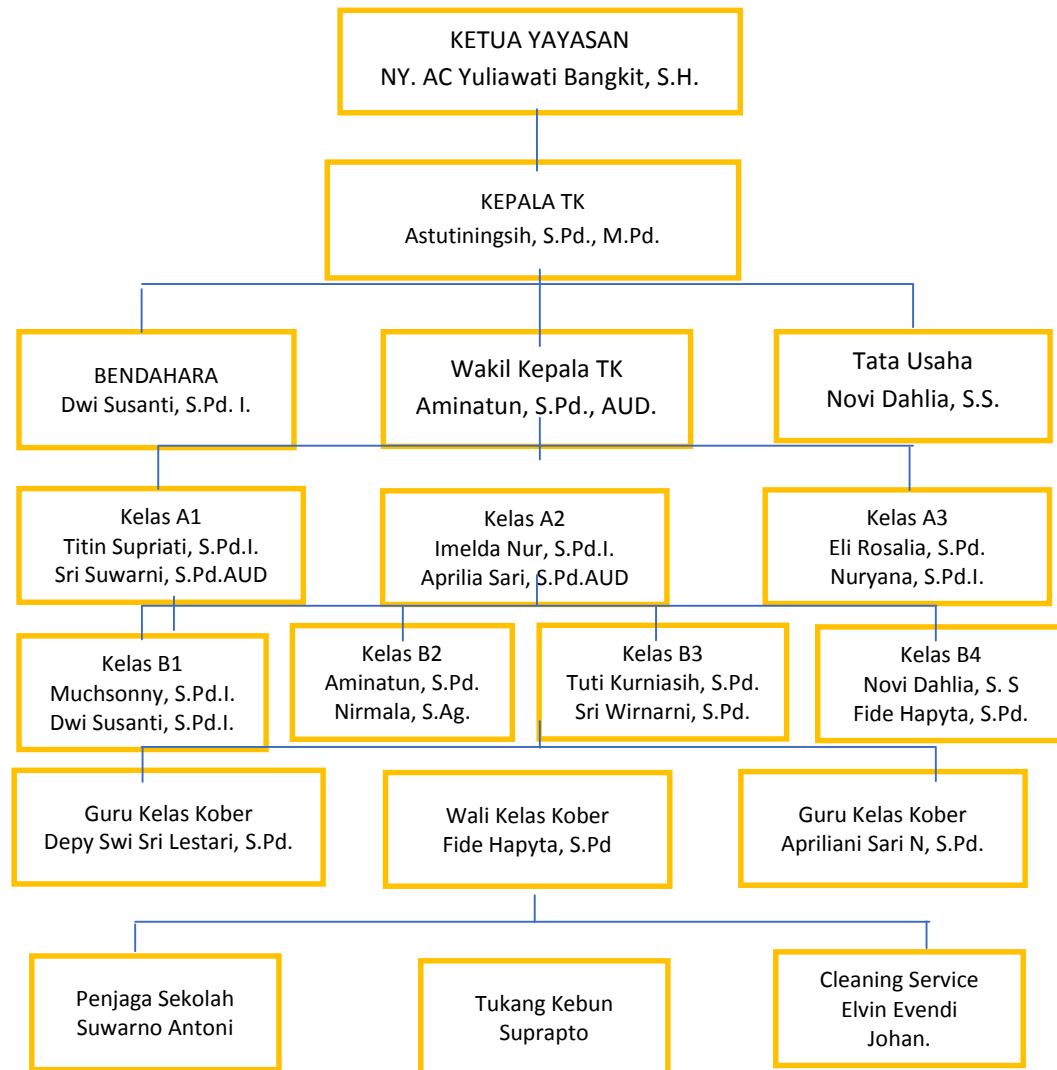 KETUA YAYASAN
NY. AC Yuliawati Bangkit, S.H.
KEPALA TK
Astutiningsih, S.Pd., M.Pd.
BENDAHARA
Dwi Susanti, S.Pd. I.
Wakil Kepala TK
Aminatun, S.Pd., AUD.
Tata Usaha
Novi Dahlia, S.S.
Kelas A1
Titin Supriati, S.Pd.I.
Sri Suwarni, S.Pd.AUD
Kelas A2
Imelda Nur, S.Pd.I.
Aprilia Sari, S.Pd.AUD
Kelas A3
Eli Rosalia, S.Pd.
Nuryana, S.Pd.I.
Kelas B1
Muchsonny, S.Pd.I.
Dwi Susanti, S.Pd.I.
Kelas B2
Aminatun, S.Pd.
Nirmala, S.Ag.
Kelas B3
Tuti Kurniasih, S.Pd.
Sri Wirnarni, S.Pd.
Kelas B4
Novi Dahlia, S. S
Fide Hapyta, S.Pd.
Guru Kelas Kober
Depy Swi Sri Lestari, S.Pd.
Wali Kelas Kober
Fide Hapyta, S.Pd
Guru Kelas Kober
Apriliani Sari N, S.Pd.
Penjaga Sekolah
Suwarno Antoni
Tukang Kebun
Suprapto
Cleaning Service
Elvin Evendi
Johan.